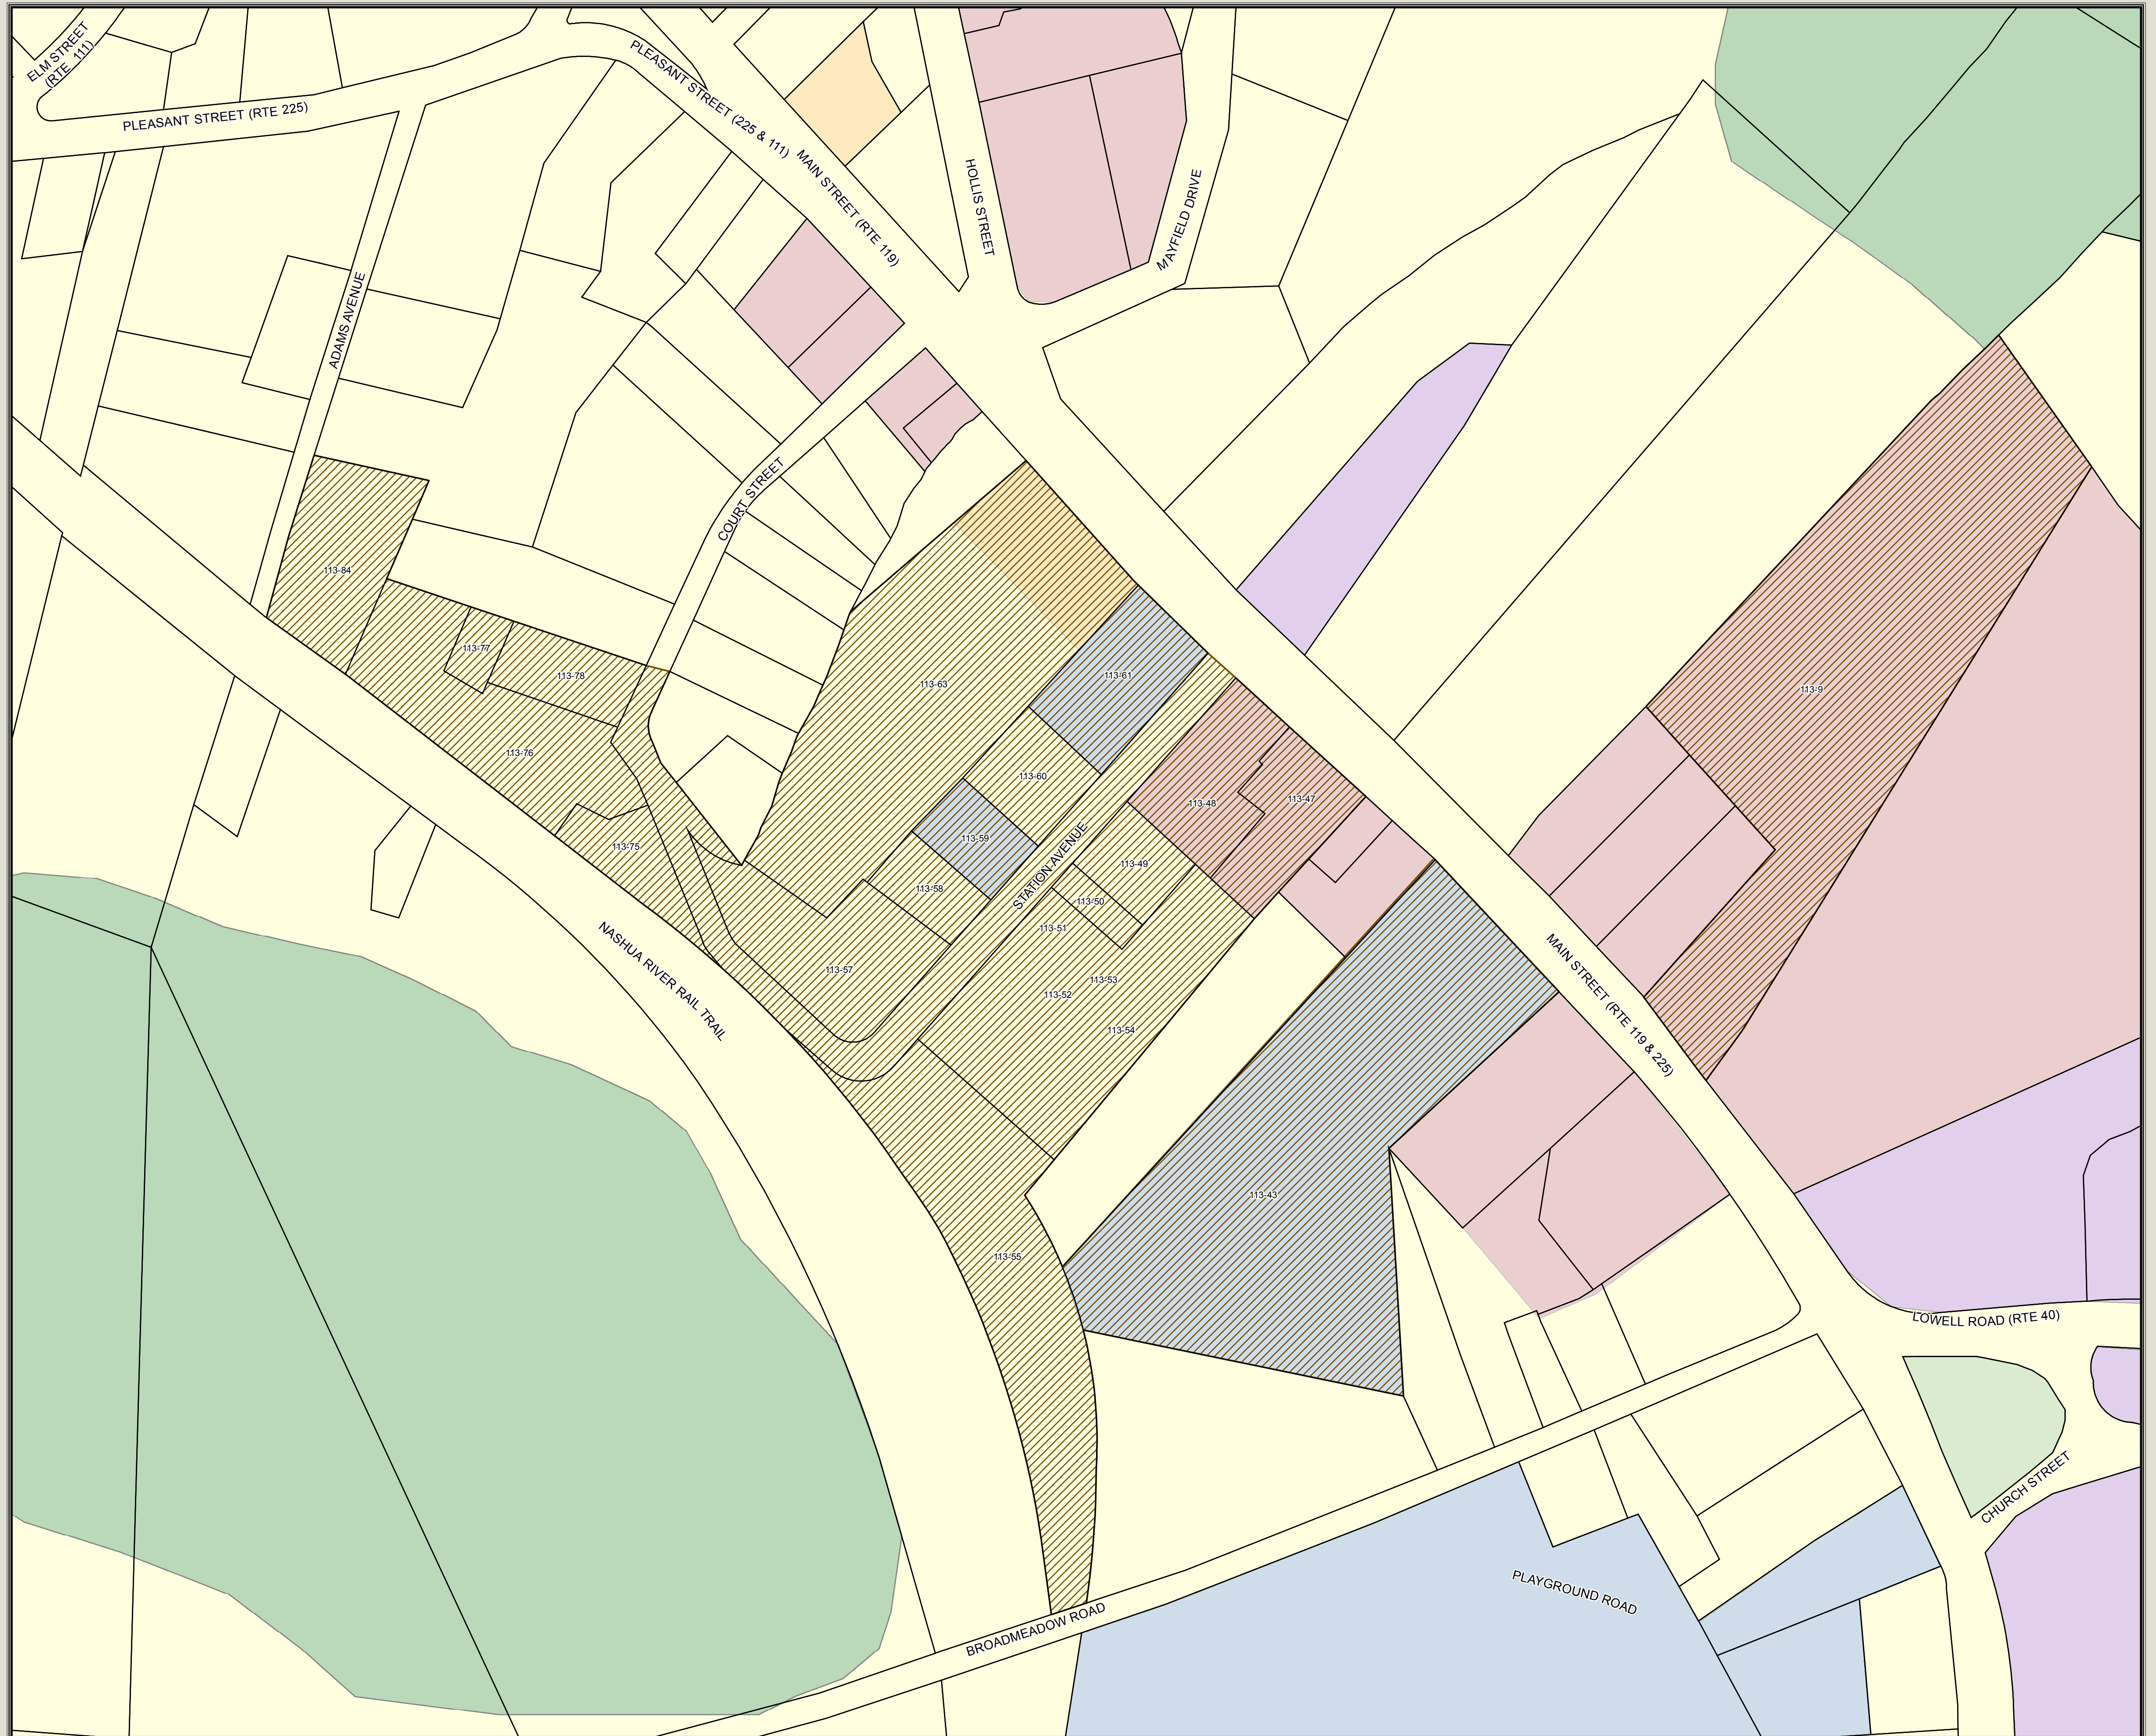 ELM STREET
(RTE 111)
PLEASANT STREET (RTE 225)
PLEASANT STREET (225 & 111)
MAIN STREET (RTE 119)
HOLLIS STREET
MAYFIELD DRIVE
ADAMS AVENUE
COURT STREET
113-84
113-77
113-78
113-76
113-75
113-63
113-61
113-60
113-59
113-58
113-57
STATION AVENUE
113-48
113-47
113-49
113-50
113-51
113-53
113-52
113-54
113-9
NASHUA RIVER RAIL TRAIL
MAIN STREET (RTE 119 & 225)
113-43
113-55
LOWELL ROAD (RTE 40)
CHURCH STREET
PLAYGROUND ROAD
BROADMEADOW ROAD